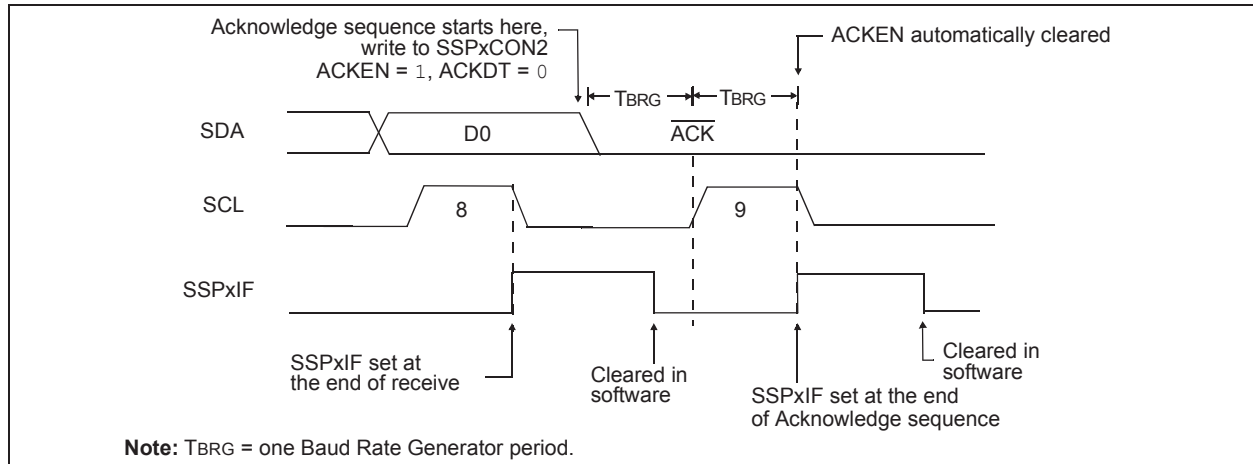 Acknowledge sequence starts here,
write to SSPxCON2
ACKEN = 1, ACKDT = 0
ACKEN automatically cleared
TBRG
TBRG
SDA
D0
ACK
SCL
8
9
SSPxIF
SSPxIF set at
the end of receive
Cleared in
software
SSPxIF set at the end
of Acknowledge sequence
Cleared in
software
Note: TBRG = one Baud Rate Generator period.